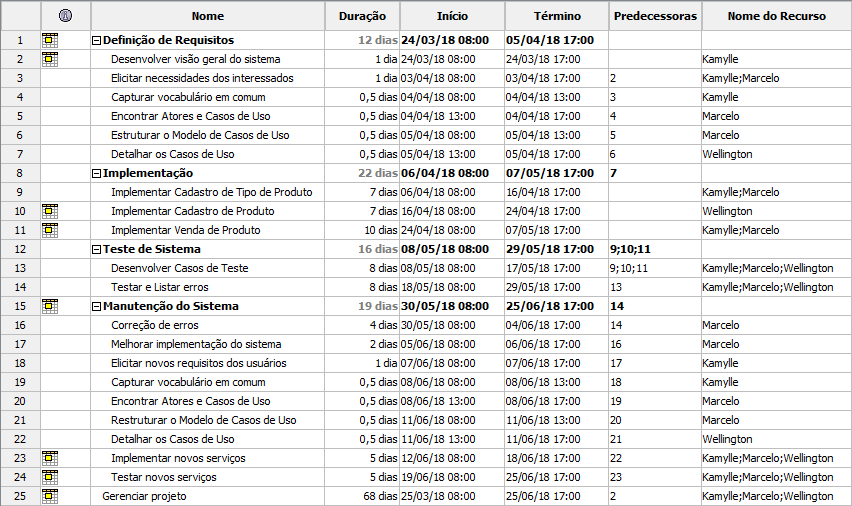 Nome Duração Início Término Predecessoras Nome do Recurso
1 Definição de Requisitos 12 dias 24/03/18 08:00 05/04/18 17:00
2 Desenvolver visão geral do sistema 1 dia 24/03/18 08:00 24/03/18 17:00 Kamylle
3 Elicitar necessidades dos interessados 1 dia 03/04/18 08:00 03/04/18 17:00 2 Kamylle;Marcelo
4 Capturar vocabulário em comum 0,5 dias 04/04/18 08:00 04/04/18 13:00 3 Kamylle
5 Encontrar Atores e Casos de Uso 0,5 dias 04/04/18 13:00 04/04/18 17:00 4 Marcelo
6 Estruturar o Modelo de Casos de Uso 0,5 dias 05/04/18 08:00 05/04/18 13:00 5 Marcelo
7 Detalhar os Casos de Uso 0,5 dias 05/04/18 13:00 05/04/18 17:00 6 Wellington
8 Implementação 22 dias 06/04/18 08:00 07/05/18 17:00 7
9 Implementar Cadastro de Tipo de Produto 7 dias 06/04/18 08:00 16/04/18 17:00 Kamylle;Marcelo
10 Implementar Cadastro de Produto 7 dias 16/04/18 08:00 24/04/18 17:00 Wellington
11 Implementar Venda de Produto 10 dias 24/04/18 08:00 07/05/18 17:00 Kamylle;Marcelo
12 Teste de Sistema 16 dias 08/05/18 08:00 29/05/18 17:00 9;10;11
13 Desenvolver Casos de Teste 8 dias 08/05/18 08:00 17/05/18 17:00 9;10;11 Kamylle;Marcelo;Wellington
14 Testar e Listar erros 8 dias 18/05/18 08:00 29/05/18 17:00 13 Kamylle;Marcelo;Wellington
15 Manutenção do Sistema 19 dias 30/05/18 08:00 25/06/18 17:00 14
16 Correção de erros 4 dias 30/05/18 08:00 04/06/18 17:00 14 Marcelo
17 Melhorar implementação do sistema 2 dias 05/06/18 08:00 06/06/18 17:00 16 Marcelo
18 Elicitar novos requisitos dos usuários 1 dia 07/06/18 08:00 07/06/18 17:00 17 Kamylle
19 Capturar vocabulário em comum 0,5 dias 08/06/18 08:00 08/06/18 13:00 18 Kamylle
20 Encontrar Atores e Casos de Uso 0,5 dias 08/06/18 13:00 08/06/18 17:00 19 Marcelo
21 Restruturar o Modelo de Casos de Uso 0,5 dias 11/06/18 08:00 11/06/18 13:00 20 Marcelo
22 Detalhar os Casos de Uso 0,5 dias 11/06/18 13:00 11/06/18 17:00 21 Wellington
23 Implementar novos serviços 5 dias 12/06/18 08:00 18/06/18 17:00 22 Kamylle;Marcelo;Wellington
24 Testar novos serviços 5 dias 19/06/18 08:00 25/06/18 17:00 23 Kamylle;Marcelo;Wellington
25 Gerenciar projeto 68 dias 25/03/18 08:00 25/06/18 17:00 2 Kamylle;Marcelo;Wellington